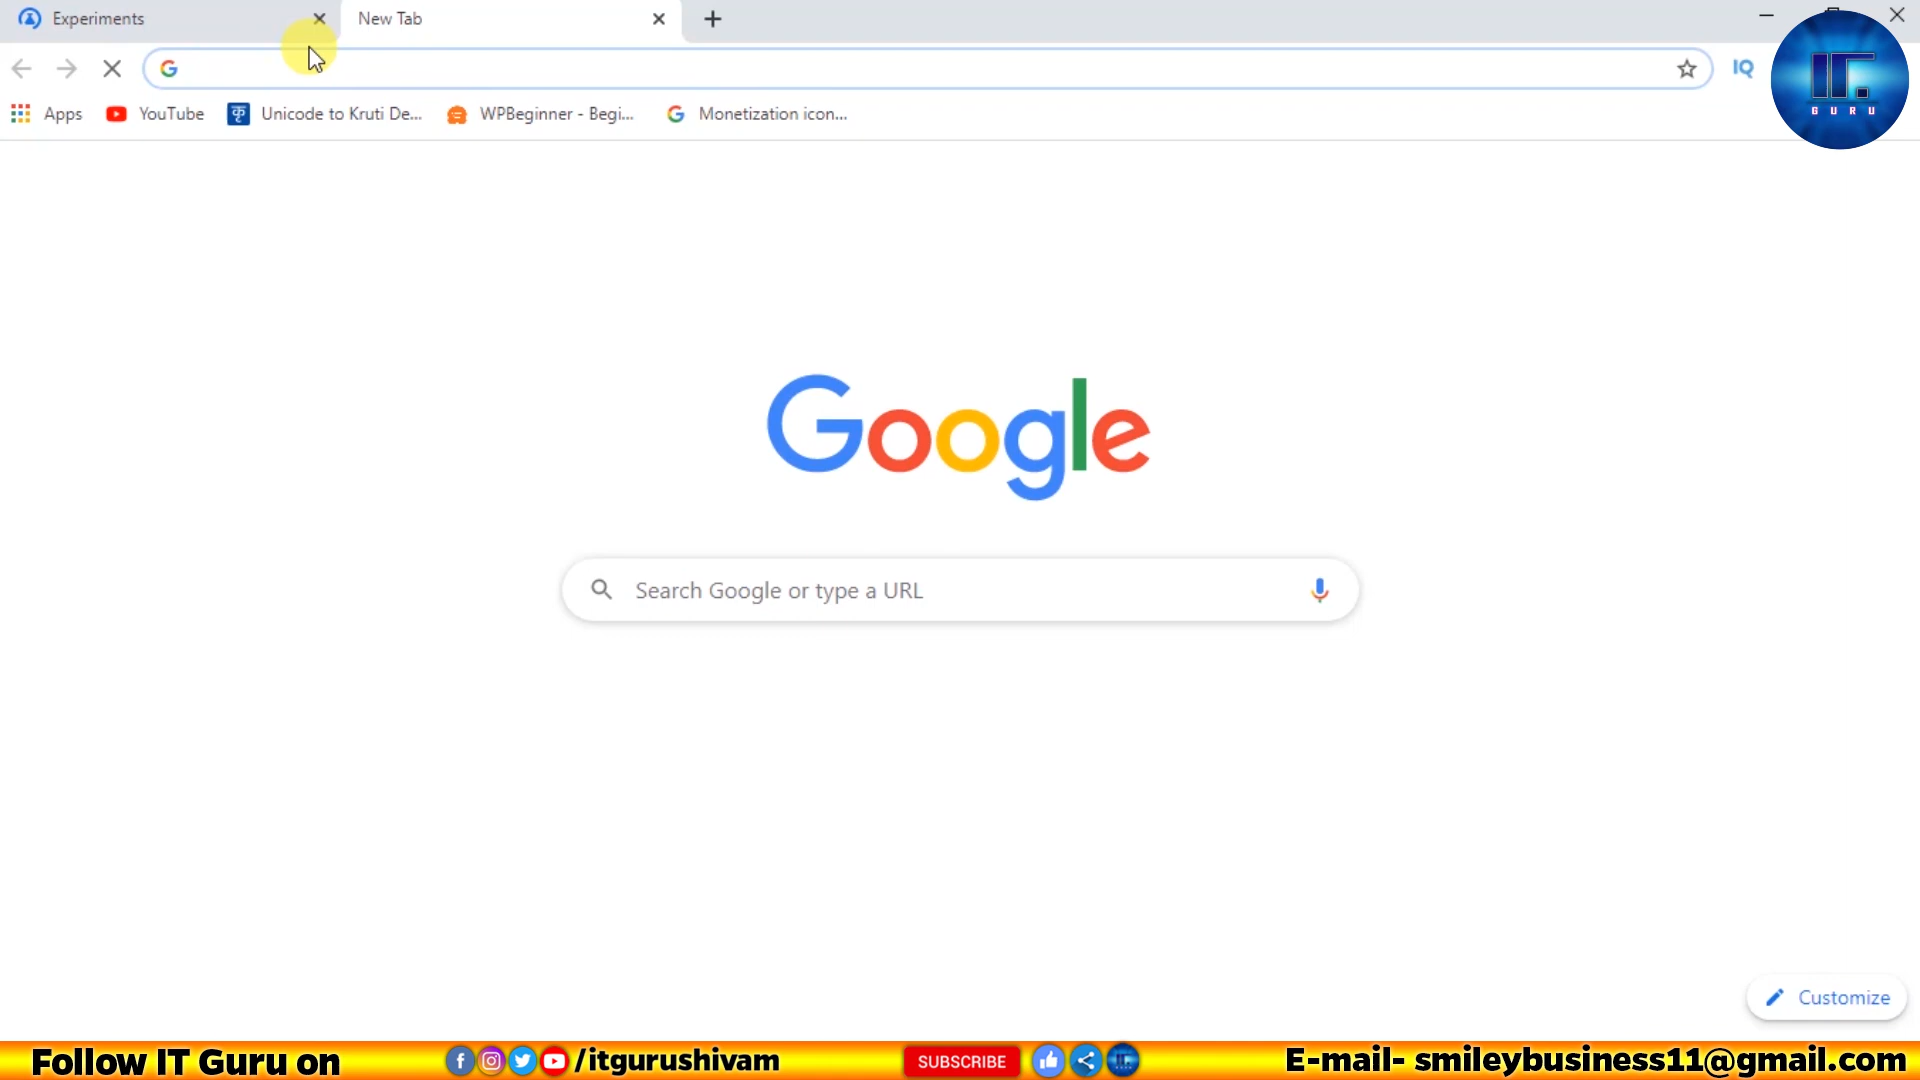 Experiments
New Tab
IQ
GURU
Apps
YouTube
Unicode to Kruti De...
WPBeginner - Begi...
Monetization icon...
Google
Search Google or type a URL
Customize
Follow IT Guru on
/itgurushivam
SUBSCRIBE
E-mail- smileybusiness11@gmail.com